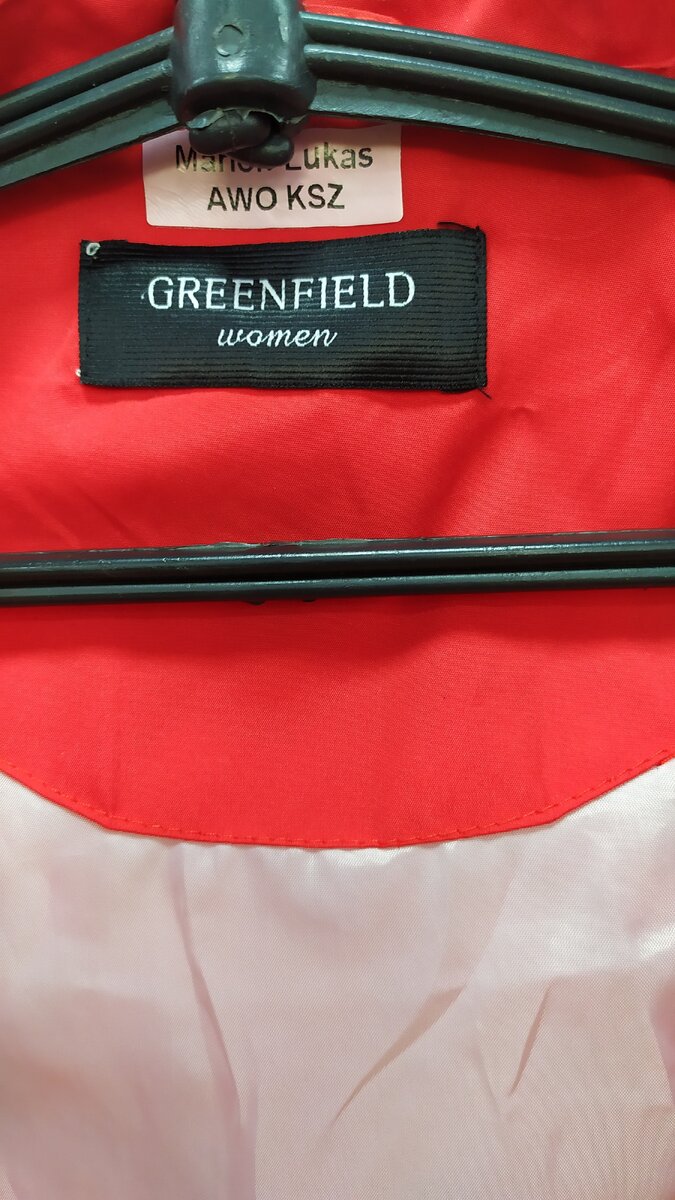 Lukas
AWO KSZ
GREENFIELD
women